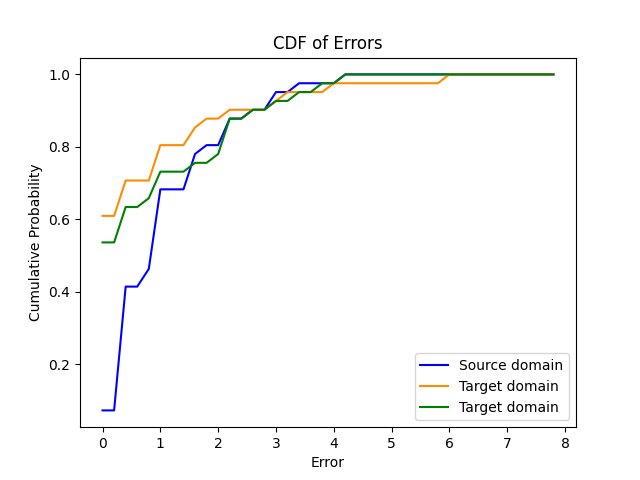 CDF of Errors
Cumulative Probability
1.0
0.8
0.6
0.4
0.2
0 1 2 3 4 5 6 7 8
Error
Source domain
Target domain
Target domain